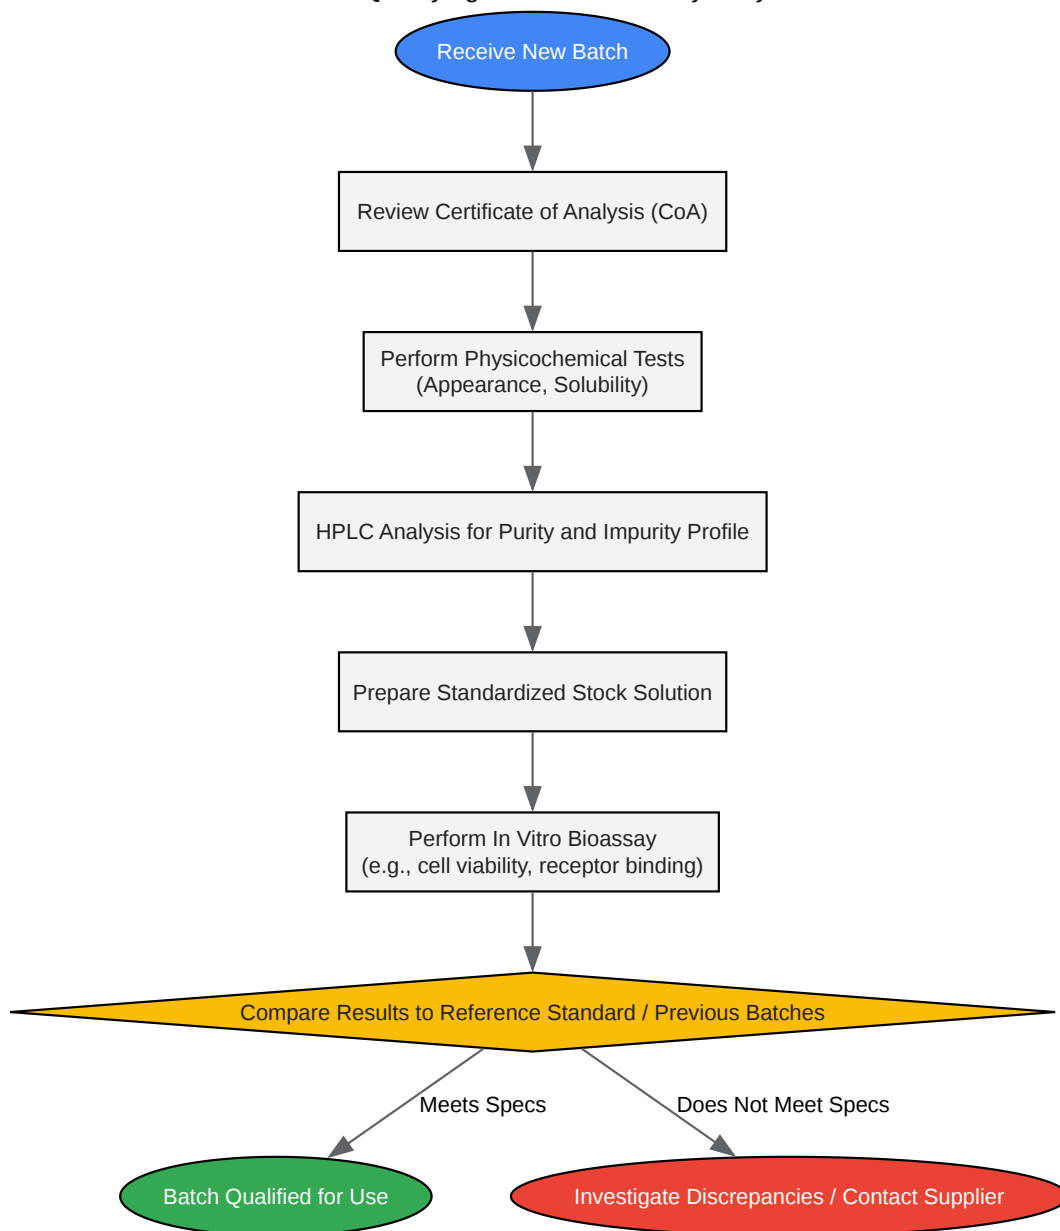 Receive New Batch
Review Certificate of Analysis (CoA)
Perform Physicochemical Tests
(Appearance, Solubility)
HPLC Analysis for Purity and Impurity Profile
Prepare Standardized Stock Solution
Perform In Vitro Bioassay
(e.g., cell viability, receptor binding)
Compare Results to Reference Standard / Previous Batches
Meets Specs
Does Not Meet Specs
Batch Qualified for Use
Investigate Discrepancies / Contact Supplier